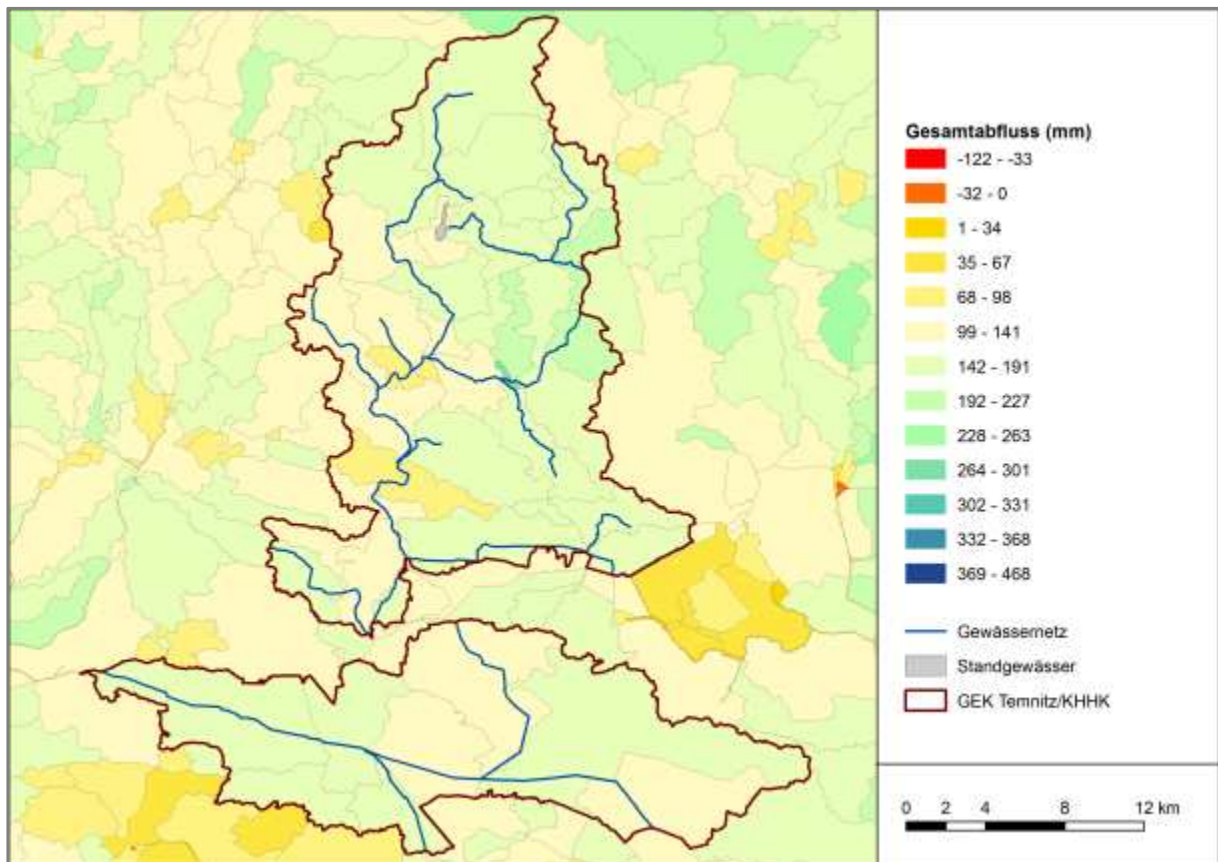 Gesamtabfluss (mm)
-122 - -33
-32 - 0
1 - 34
35 - 67
68 - 98
99 - 141
142 - 191
192 - 227
228 - 263
264 - 301
302 - 331
332 - 368
369 - 468
Gewässernetz
Standgewässer
GEK Temnitz/KHHK
0 2 4 8 12 km